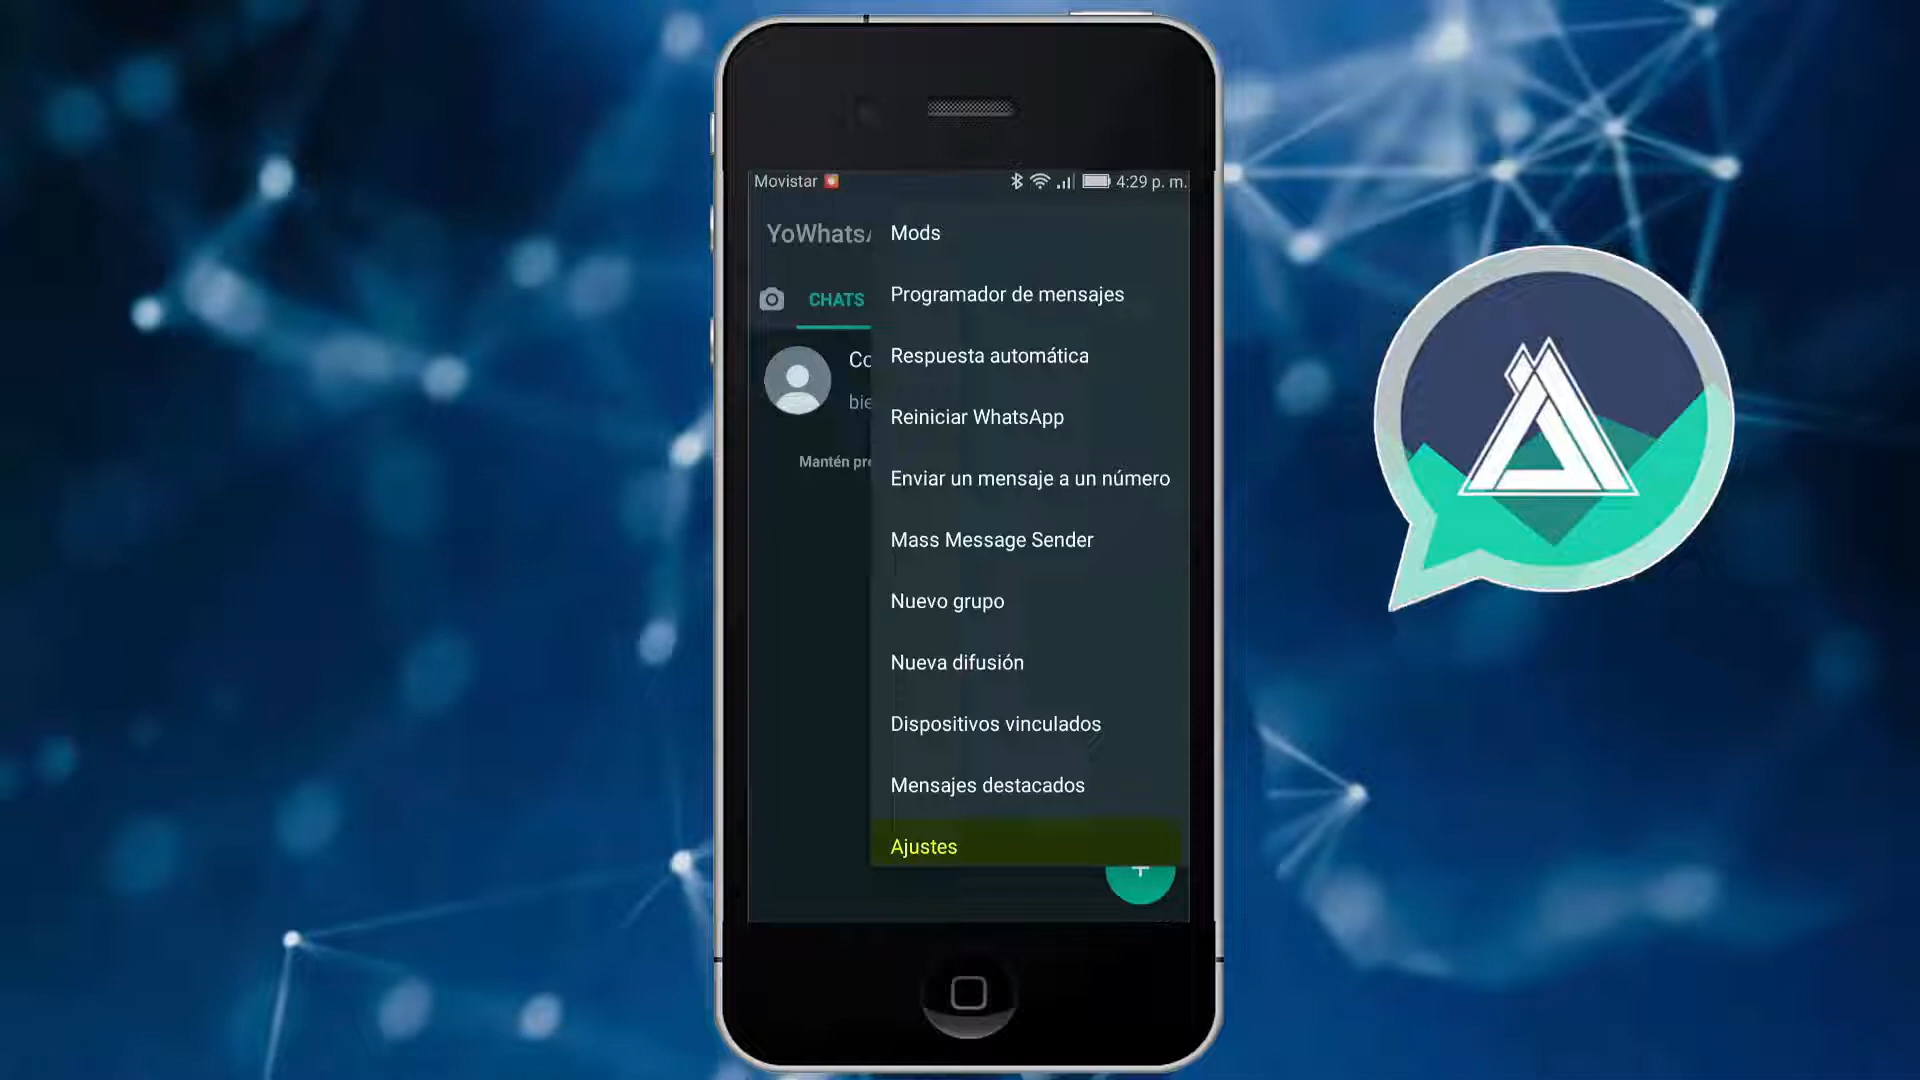 Movistar
4:29 p. m.
YoWhatsA
CHATS
Co
bie
Mantén pre
Mods
Programador de mensajes
Respuesta automática
Reiniciar WhatsApp
Enviar un mensaje a un número
Mass Message Sender
Nuevo grupo
Nueva difusión
Dispositivos vinculados
Mensajes destacados
Ajustes